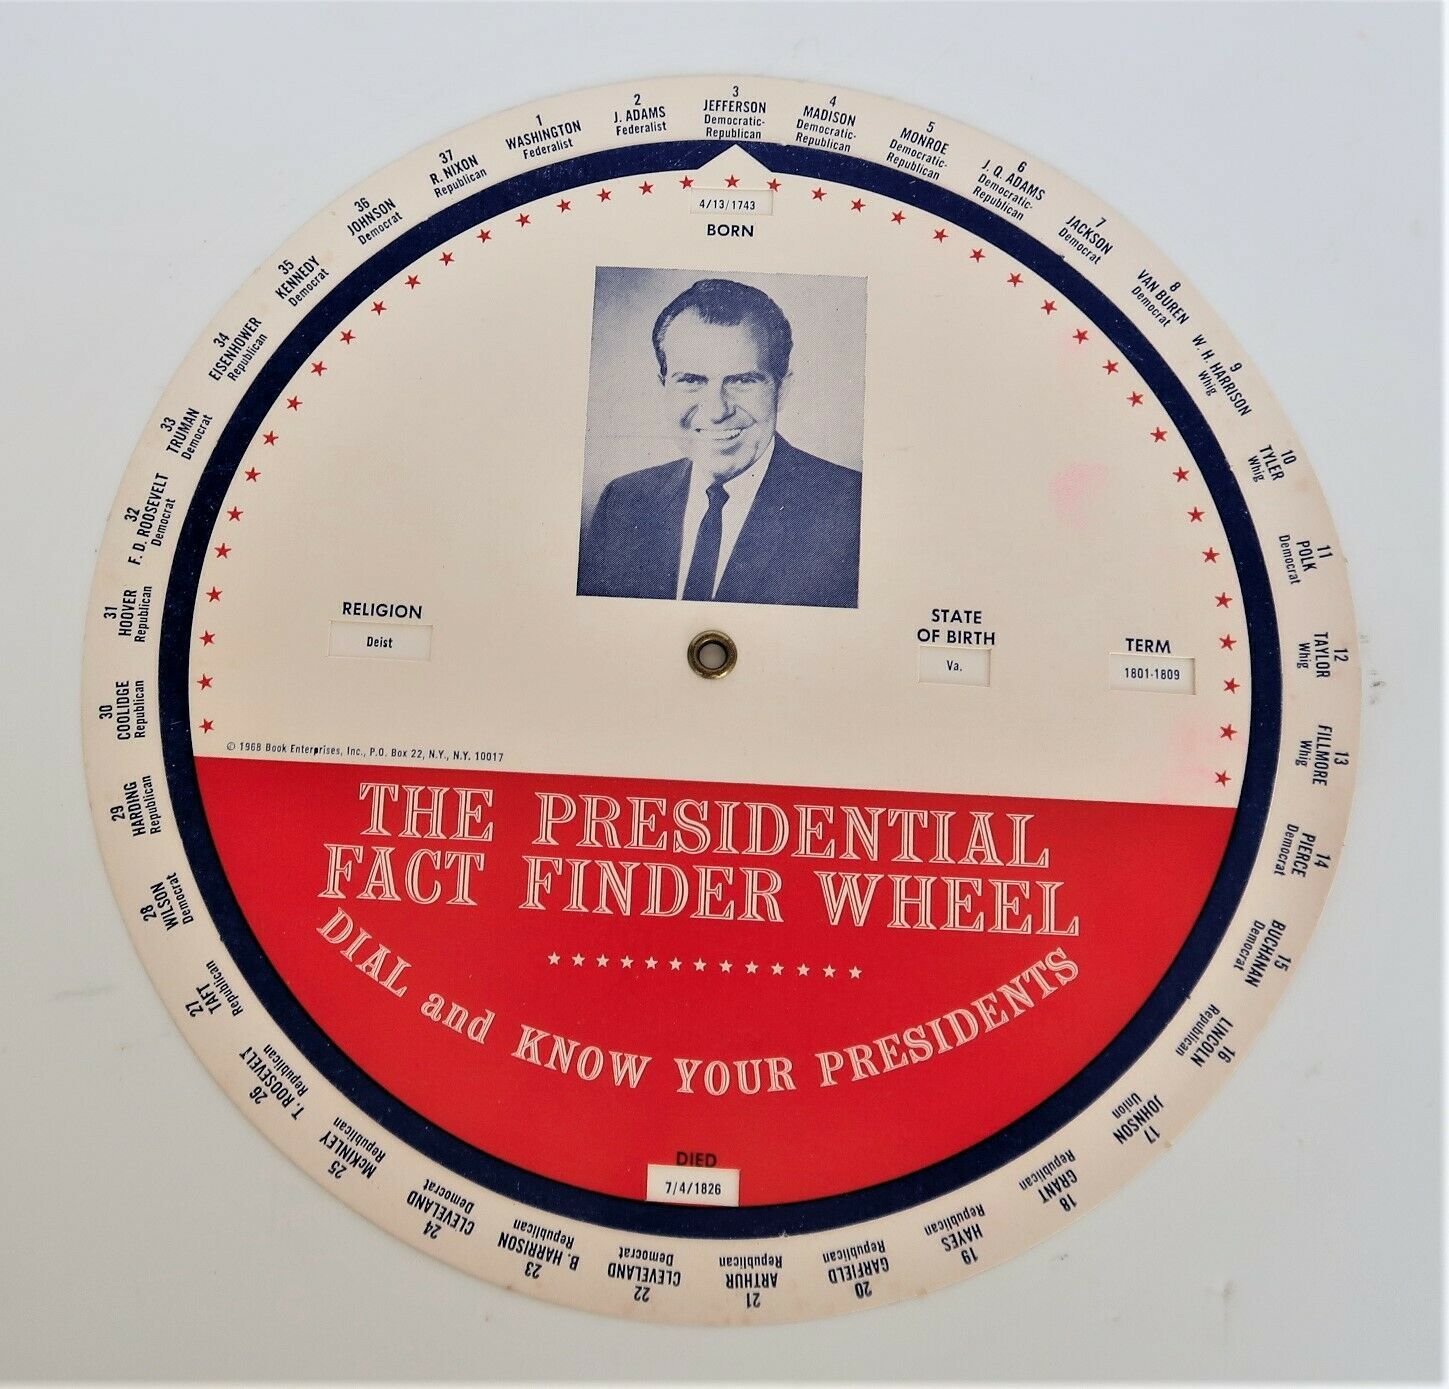 1
WASHINGTON
Federalist
2
J. ADAMS
Federalist
3
JEFFERSON
Democratic-
Republican
4
MADISON
Democratic-
Republican
5
MONROE
Democratic-
Republican
6
J. Q. ADAMS
Democratic-
Republican
7
JACKSON
Democrat
8
VAN BUREN
Democrat
9
W. H. HARRISON
Whig
10
TYLER
Whig
11
POLK
Democrat
12
TAYLOR
Whig
13
FILLMORE
Whig
14
PIERCE
Democrat
15
BUCHANAN
Democrat
16
LINCOLN
Republican
17
JOHNSON
Union
18
GRANT
Republican
19
HAYES
Republican
20
GARFIELD
Republican
21
ARTHUR
Republican
22
CLEVELAND
Democrat
23
B. HARRISON
Republican
24
CLEVELAND
Democrat
25
McKINLEY
Republican
26
T. ROOSEVELT
Republican
27
TAFT
Republican
28
WILSON
Democrat
29
HARDING
Republican
30
COOLIDGE
Republican
31
HOOVER
Republican
32
F. D. ROOSEVELT
Democrat
33
TRUMAN
Democrat
34
EISENHOWER
Republican
35
KENNEDY
Democrat
36
JOHNSON
Democrat
37
R. NIXON
Republican
4/13/1743
BORN
RELIGION
Deist
STATE
OF BIRTH
Va.
TERM
1801-1809
© 1968 Book Enterprises, Inc., P.O. Box 22, N.Y., N.Y. 10017
THE PRESIDENTIAL
FACT FINDER WHEEL
DIAL and KNOW YOUR PRESIDENTS
DIED
7/4/1826